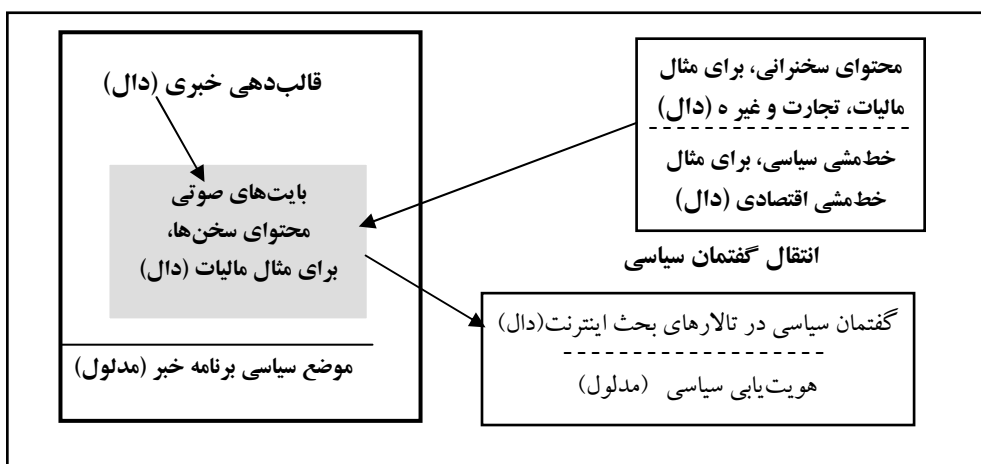 محتوای سخنرانی، برای مثال
مالیات، تجارت و غیر ه (دال)
خط‌مشی سیاسی، برای مثال
خط‌مشی اقتصادی (دال)
انتقال گفتمان سیاسی
گفتمان سیاسی در تالارهای بحث اینترنت(دال)
هویت‌یابی سیاسی (مدلول)
قالب‌دهی خبری (دال)
بایت‌های صوتی
محتوای سخن‌ها،
برای مثال مالیات (دال)
موضع سیاسی برنامه خبر (مدلول)